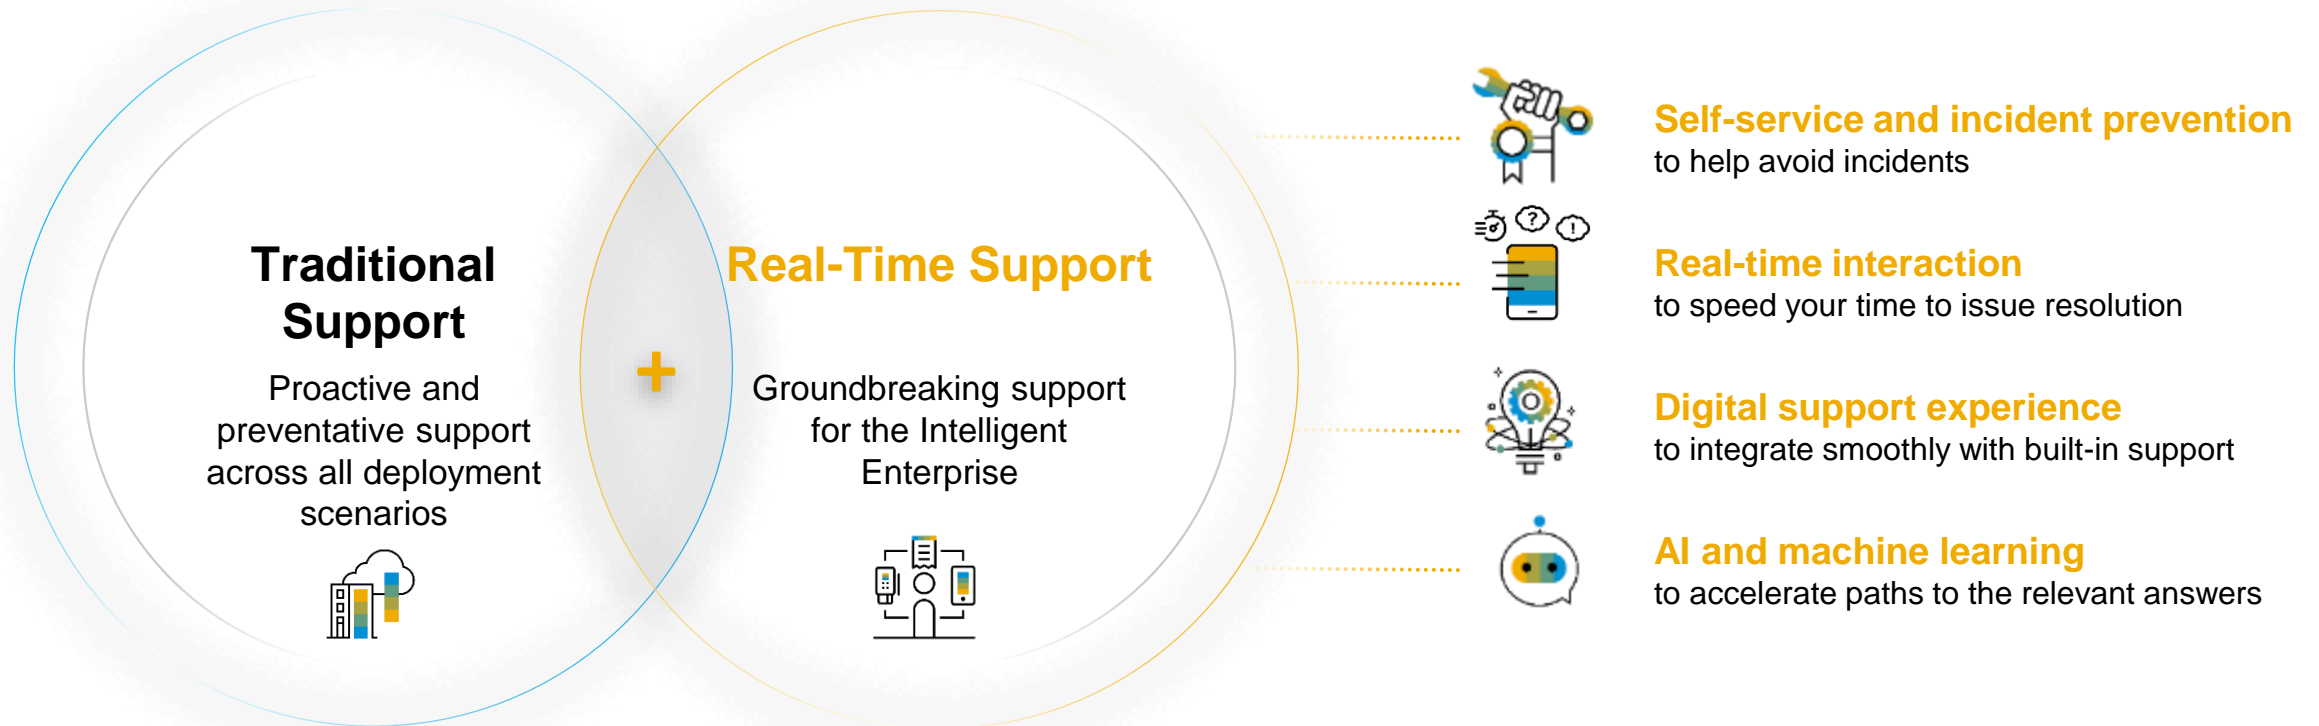 Traditional
Support
Proactive and
preventative support
across all deployment
scenarios
+
Real-Time Support
Groundbreaking support
for the Intelligent
Enterprise
Self-service and incident prevention
to help avoid incidents
? !
Real-time interaction
to speed your time to issue resolution
Digital support experience
to integrate smoothly with built-in support
AI and machine learning
to accelerate paths to the relevant answers